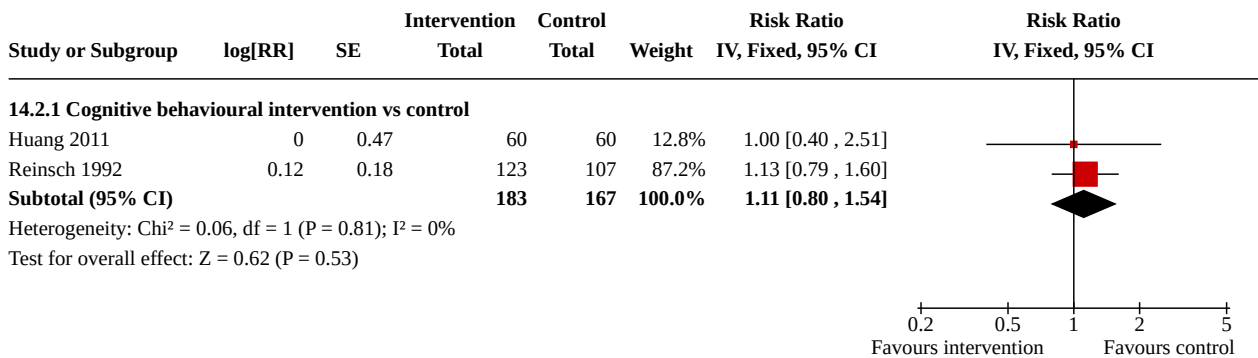 Intervention Control Risk Ratio Risk Ratio
Study or Subgroup log[RR] SE Total Total Weight IV, Fixed, 95% CI IV, Fixed, 95% CI
14.2.1 Cognitive behavioural intervention vs control
Huang 2011 0 0.47 60 60 12.8% 1.00 [0.40 , 2.51]
Reinsch 1992 0.12 0.18 123 107 87.2% 1.13 [0.79 , 1.60]
Subtotal (95% CI) 183 167 100.0% 1.11 [0.80 , 1.54]
Heterogeneity: Chi² = 0.06, df = 1 (P = 0.81); I² = 0%
Test for overall effect: Z = 0.62 (P = 0.53)
0.2 0.5 1 2 5
Favours intervention Favours control